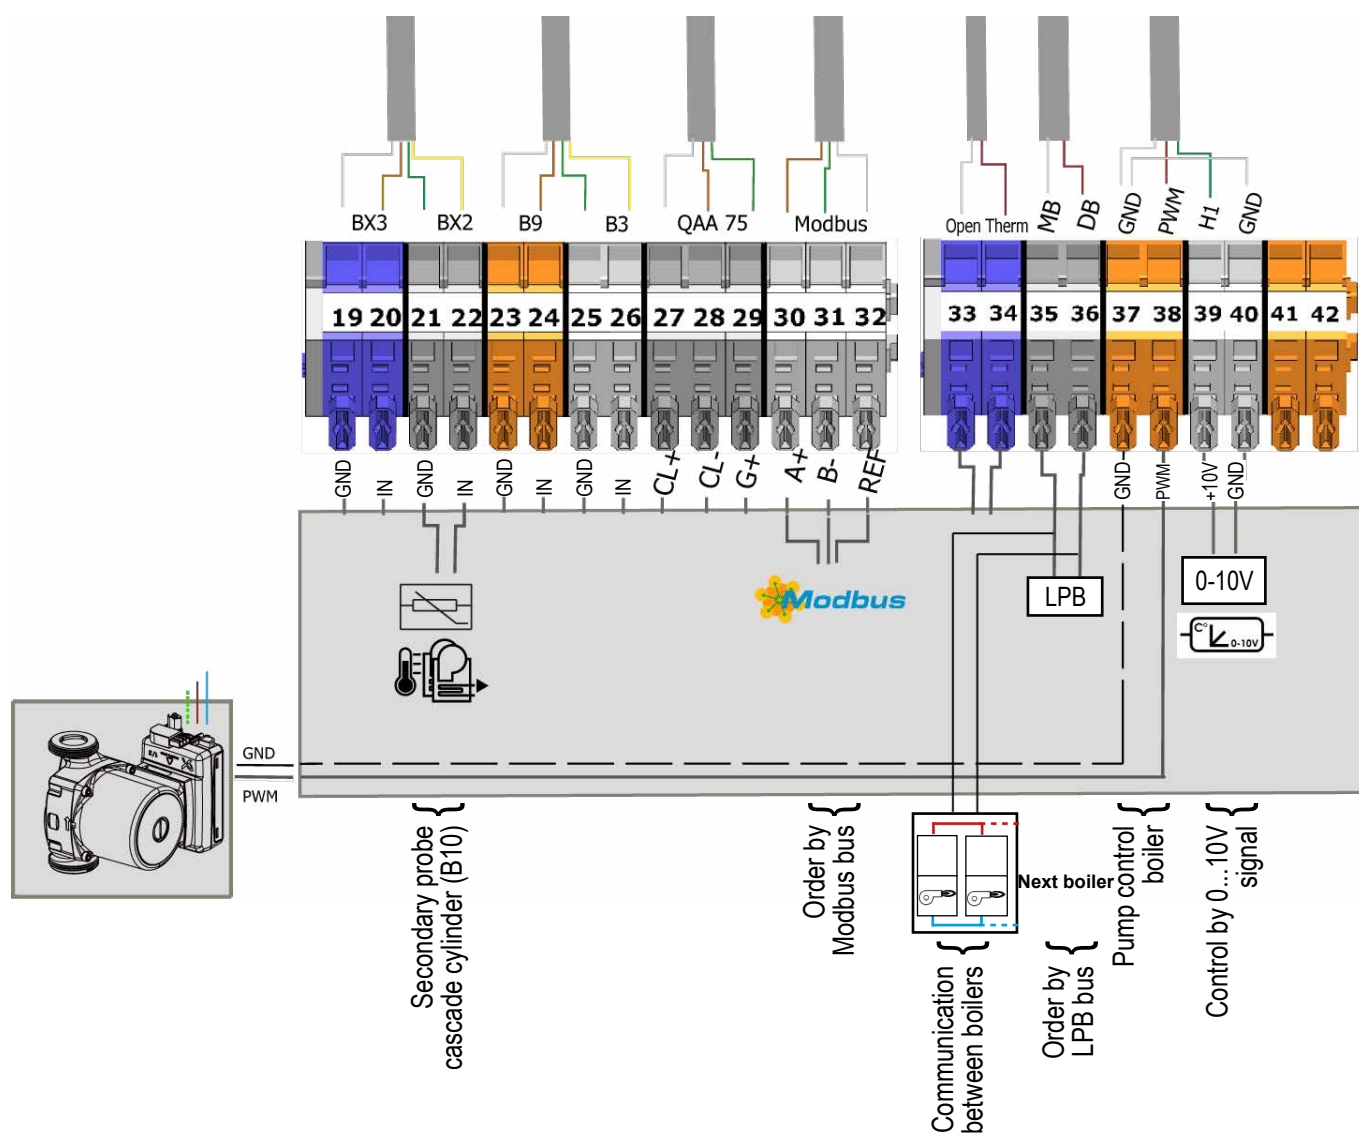 BX3 BX2 B9 B3 QAA 75 Modbus Open Therm MB DB GND PWM H1 GND
19 20 21 22 23 24 25 26 27 28 29 30 31 32 33 34 35 36 37 38 39 40 41 42
GND IN GND IN GND IN GND IN CL+ CL- G+ A+ B- REF GND PWM +10V GND
Modbus
LPB
0-10V
C° 0-10V
GND
PWM
Secondary probe
cascade cylinder (B10)
Order by
Modbus bus
Next boiler
Communication
between boilers
Order by
LPB bus
Pump control
boiler
Control by 0...10V
signal